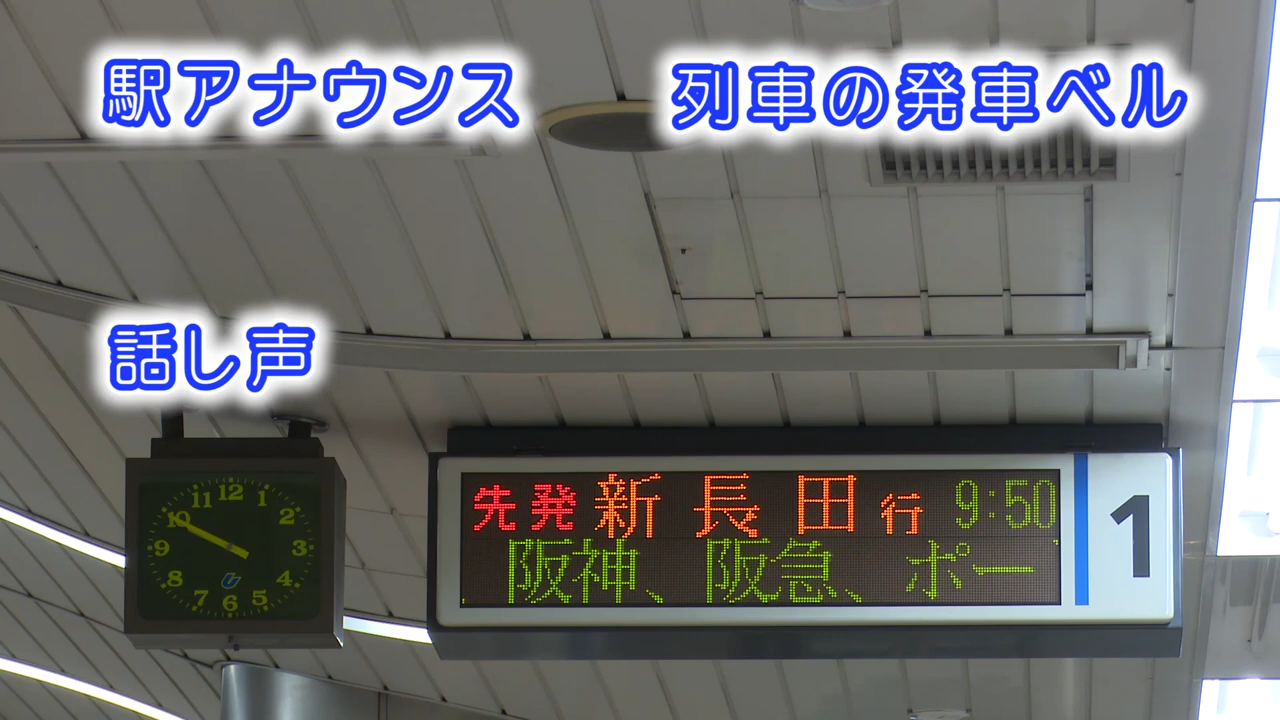 駅アナウンス
列車の発車ベル
話し声
12
11 1
10 2
9 3
8 4
7 6 5
先発 新長田行 9:50
阪神、阪急、ポー
1